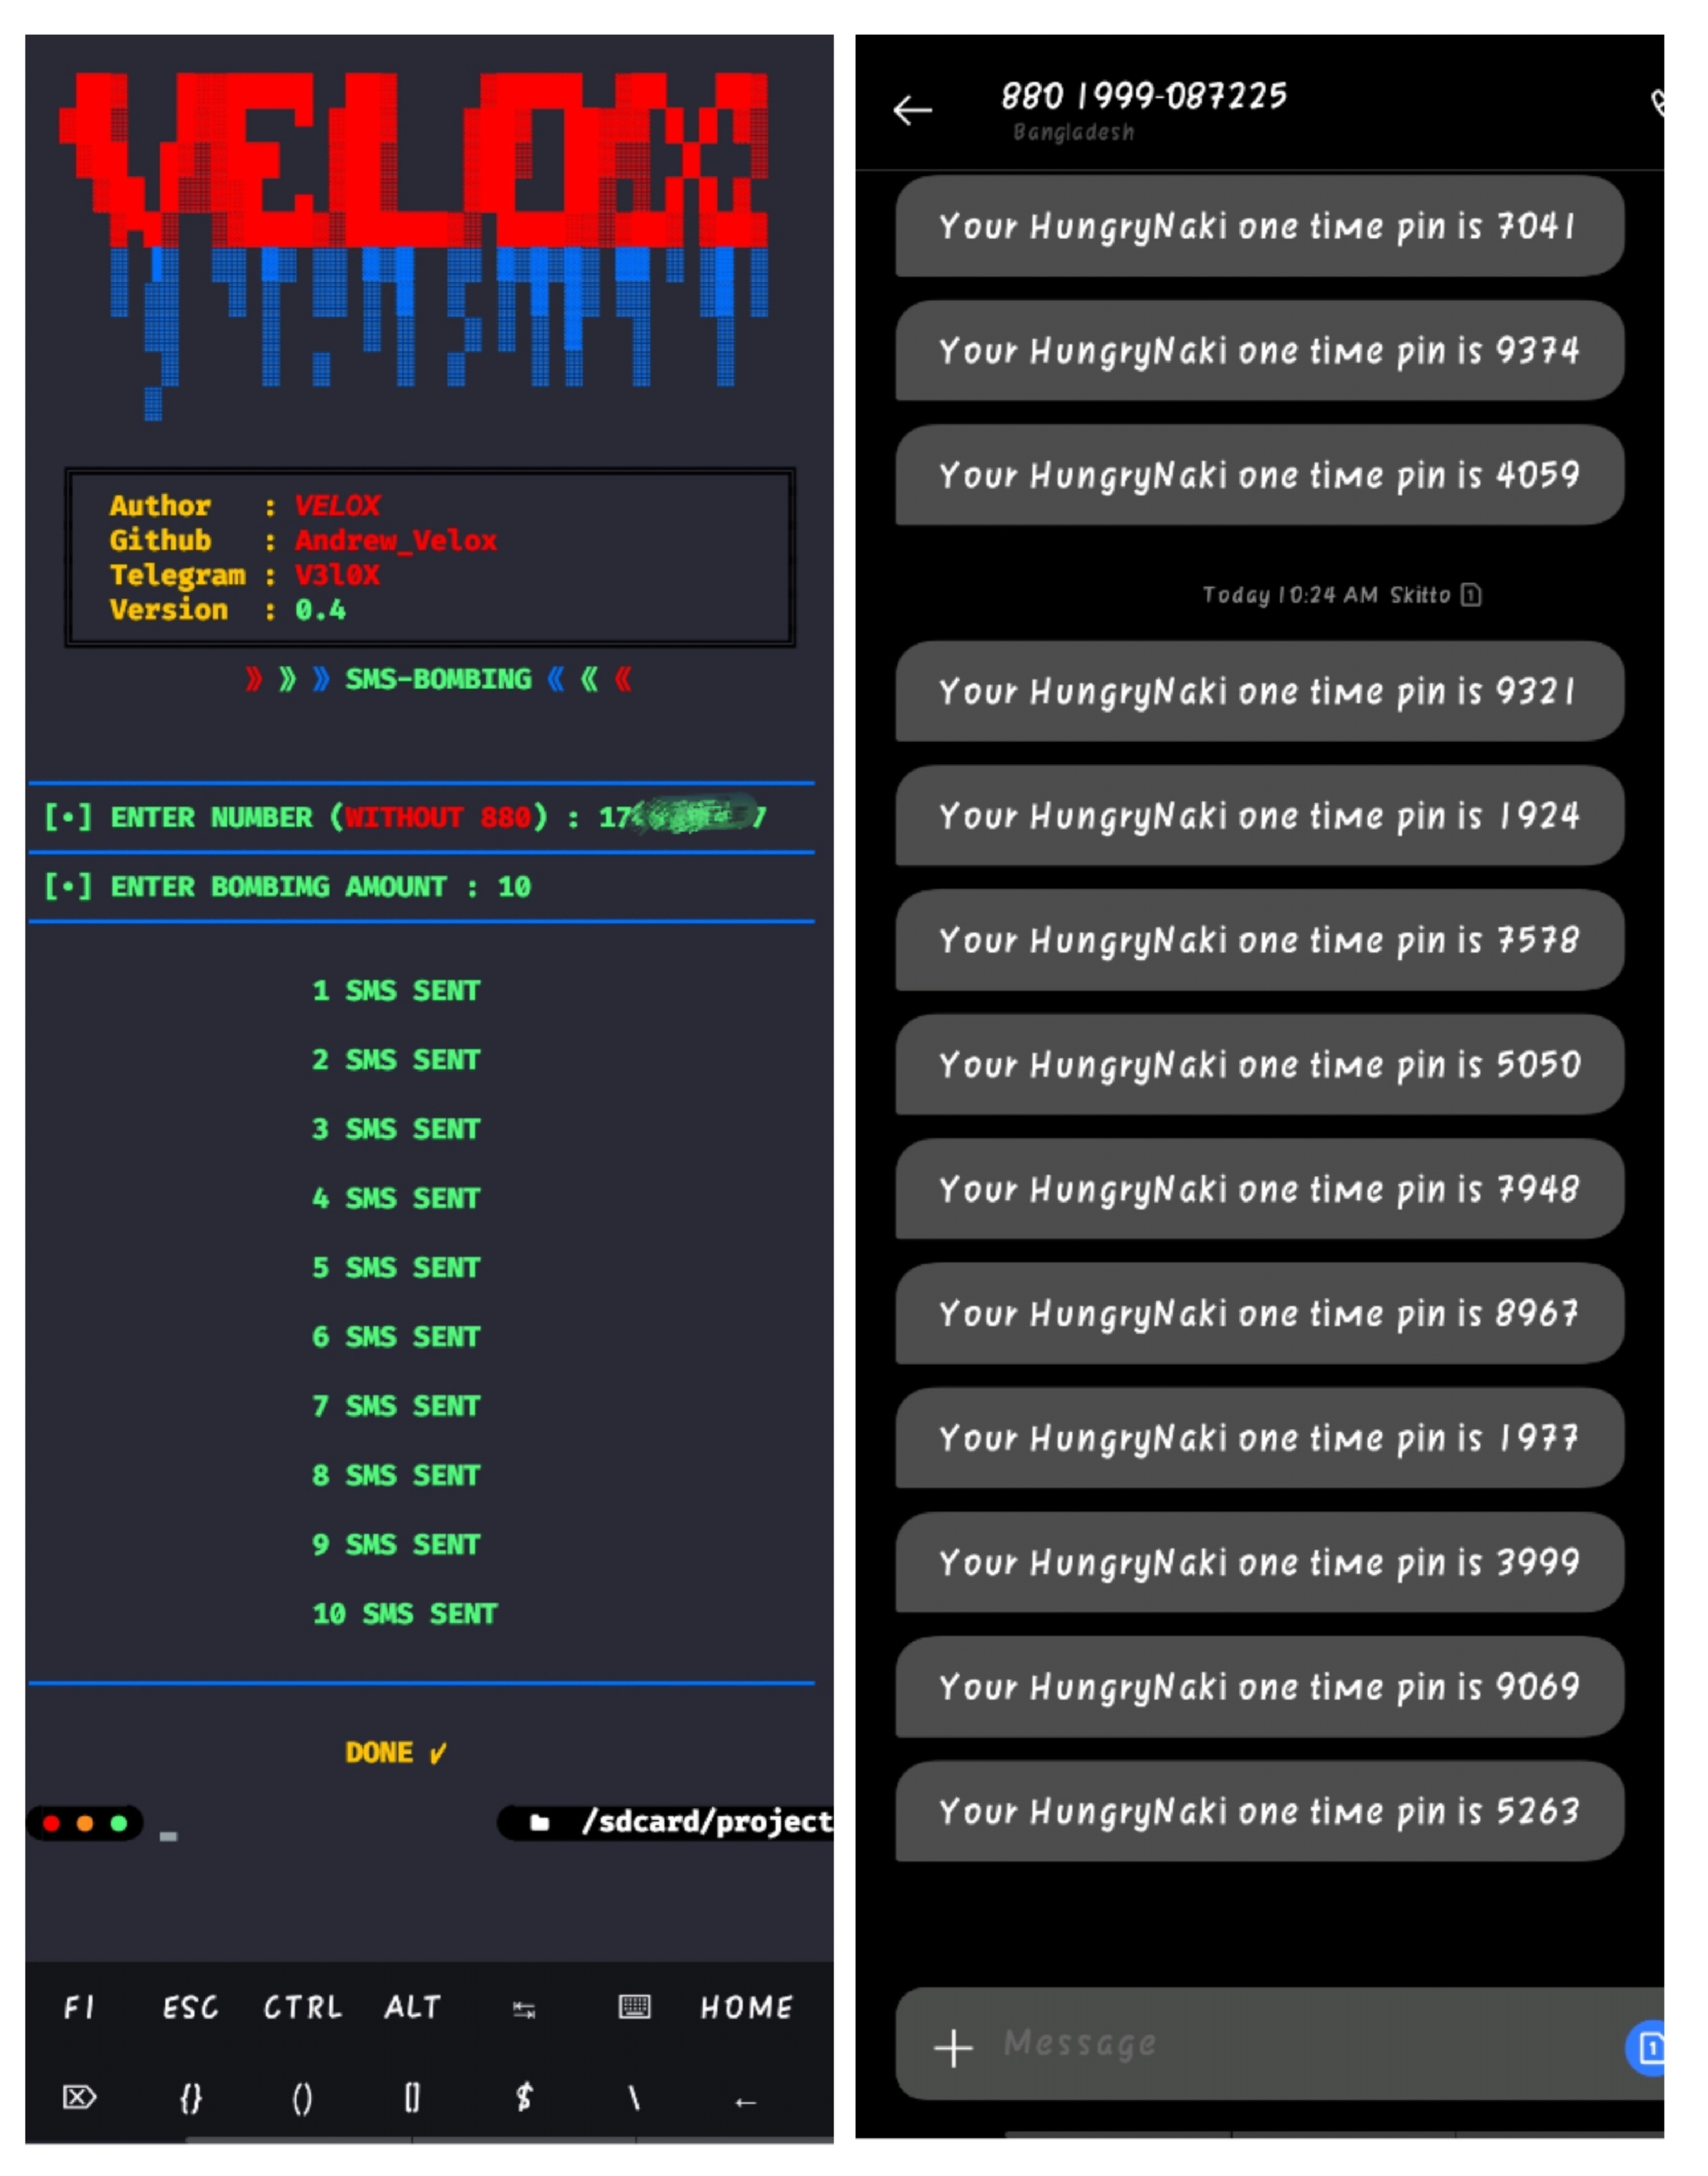 VELOX
Author : VELOX
Github : Andrew_Velox
Telegram : V3l0X
Version : 0.4
》 》 》 SMS-BOMBING 《 《 《
[•] ENTER NUMBER (WITHOUT 880) : 17 7
[•] ENTER BOMBIMG AMOUNT : 10
1 SMS SENT
2 SMS SENT
3 SMS SENT
4 SMS SENT
5 SMS SENT
6 SMS SENT
7 SMS SENT
8 SMS SENT
9 SMS SENT
10 SMS SENT
DONE ✓
/sdcard/project
F1 ESC CTRL ALT HOME
{} () [] $ \ ←
880 1999-087225
Bangladesh
Your HungryNaki one time pin is 7041
Your HungryNaki one time pin is 9374
Your HungryNaki one time pin is 4059
Today 10:24 AM Skitto 1
Your HungryNaki one time pin is 9321
Your HungryNaki one time pin is 1924
Your HungryNaki one time pin is 7578
Your HungryNaki one time pin is 5050
Your HungryNaki one time pin is 7948
Your HungryNaki one time pin is 8967
Your HungryNaki one time pin is 1977
Your HungryNaki one time pin is 3999
Your HungryNaki one time pin is 9069
Your HungryNaki one time pin is 5263
Message
1